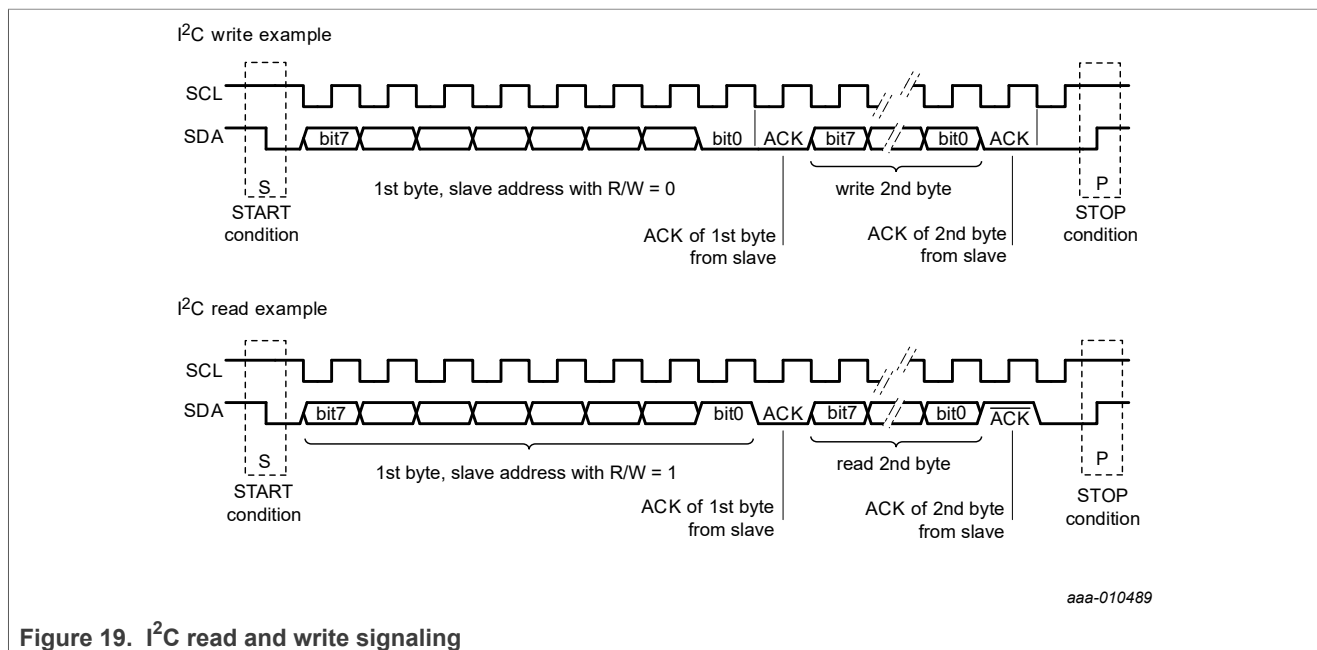 I2C write example
SCL
SDA bit7 bit0 ACK bit7 bit0 ACK
S 1st byte, slave address with R/W = 0 write 2nd byte P
START condition
ACK of 1st byte from slave
ACK of 2nd byte from slave
STOP condition
I2C read example
SCL
SDA bit7 bit0 ACK bit7 bit0 ACK
S 1st byte, slave address with R/W = 1 read 2nd byte P
START condition
ACK of 1st byte from slave
ACK of 2nd byte from slave
STOP condition
aaa-010489
Figure 19. I2C read and write signaling